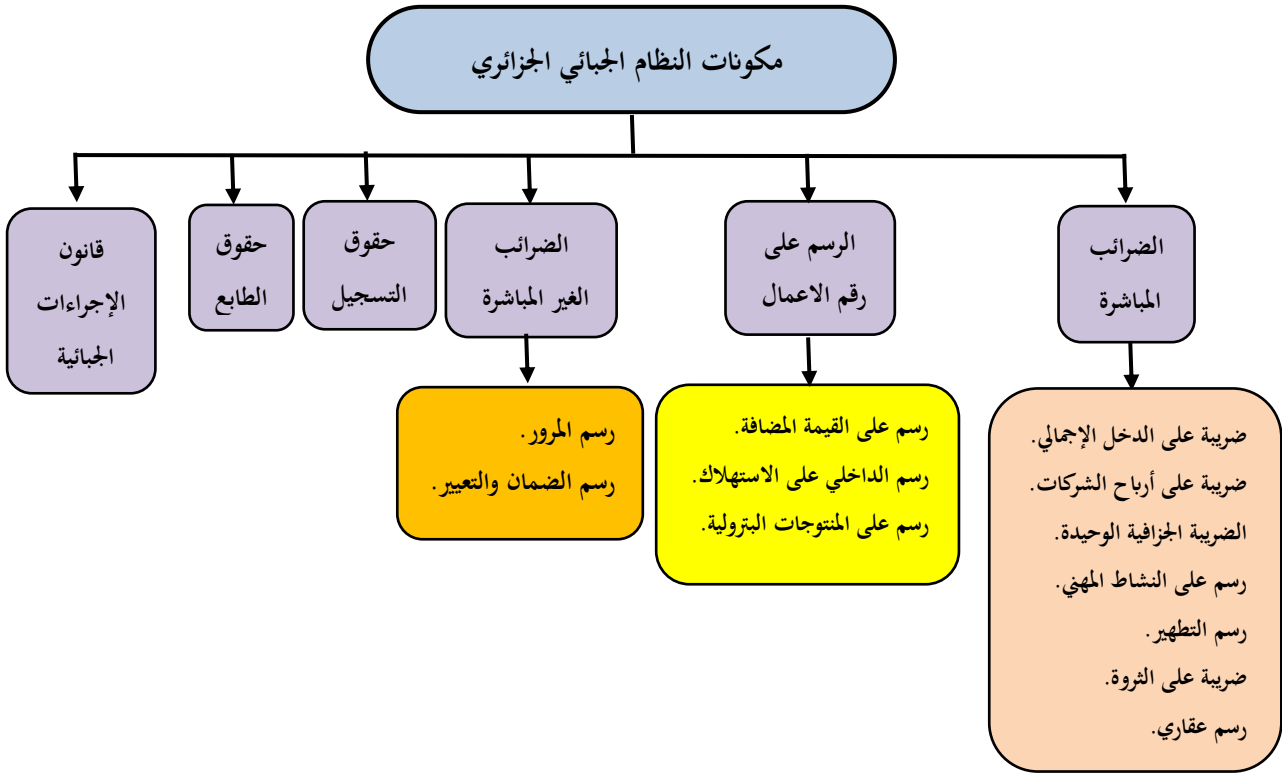 مكونات النظام الجبائي الجزائري
الضرائب
المباشرة
الرسم على
رقم الاعمال
الضرائب
الغير المباشرة
حقوق
التسجيل
حقوق
الطابع
قانون
الإجراءات
الجبائية
ضريبة على الدخل الإجمالي.
ضريبة على أرباح الشركات.
الضريبة الجزافية الوحيدة.
رسم على النشاط المهني.
رسم التطهير.
ضريبة على الثروة.
رسم عقاري.
رسم على القيمة المضافة.
رسم الداخلي على الاستهلاك.
رسم على المنتوجات البترولية.
رسم المرور.
رسم الضمان والتعيير.